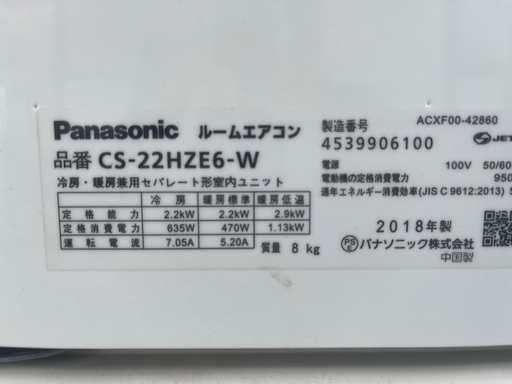 Panasonic ルームエアコン
品番 CS-22HZE6-W
冷房・暖房兼用セパレート形室内ユニット
冷房 暖房標準 暖房低温
定格能力 2.2kW 2.2kW 2.9kW
定格消費電力 635W 470W 1.13kW
運転電流 7.05A 5.20A
質量 8 kg
ACXF00-42860
製造番号
4539906100
JET
電源 100V 50/60
電動機の定格消費電力 950
通年エネルギー消費効率(JIS C 9612:2013) 5
2018年製
PS パナソニック株式会社
中国製